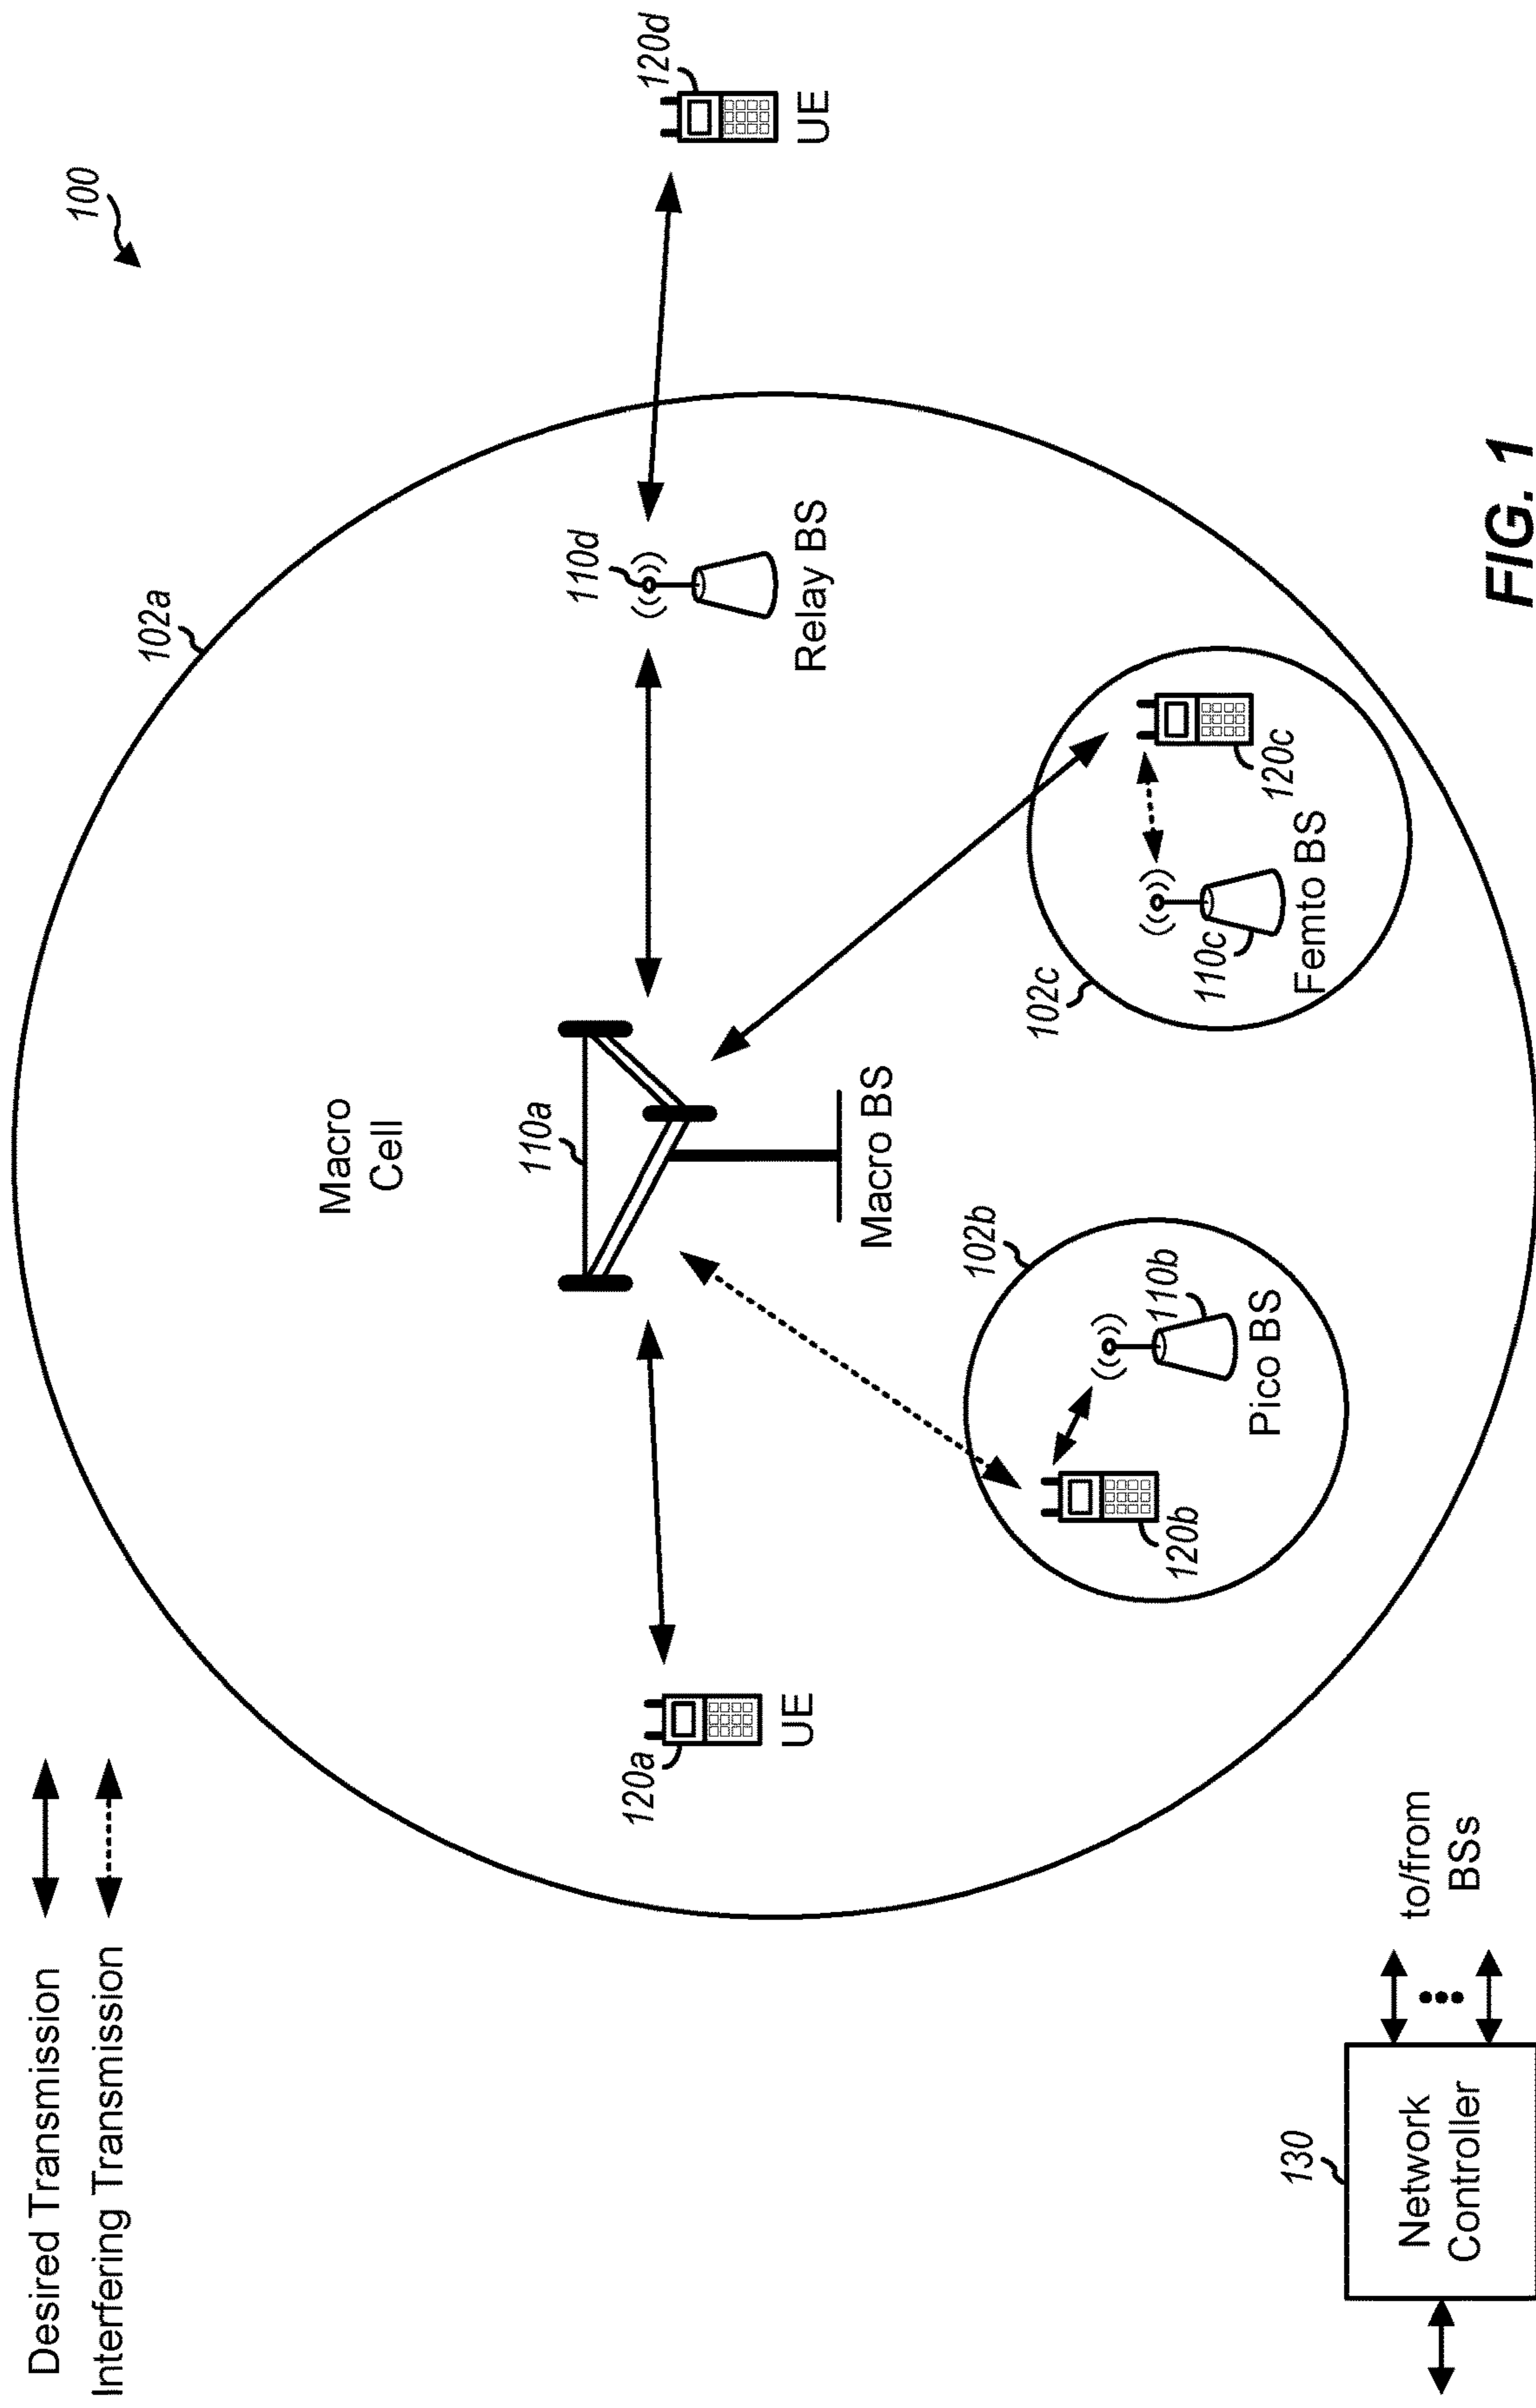 Desired Transmission
Interfering Transmission
100
102a
Macro
Cell
110a
Macro BS
110d
Relay BS
120d
UE
120a
UE
102b
110b
Pico BS
120b
102c
110c
Femto BS
120c
130
Network
Controller
to/from
BSs
FIG. 1